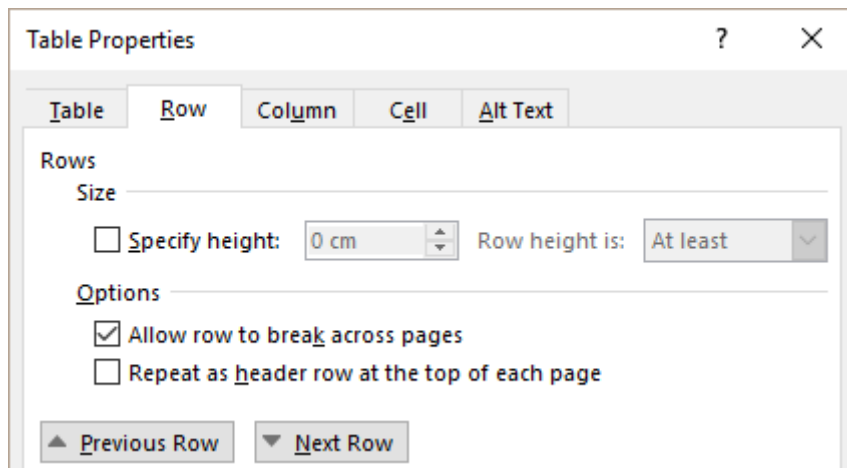 Table Properties ?
Table Row Column Cell Alt Text
Rows
Size
Specify height: 0 cm Row height is: At least
Options
Allow row to break across pages
Repeat as header row at the top of each page
Previous Row Next Row